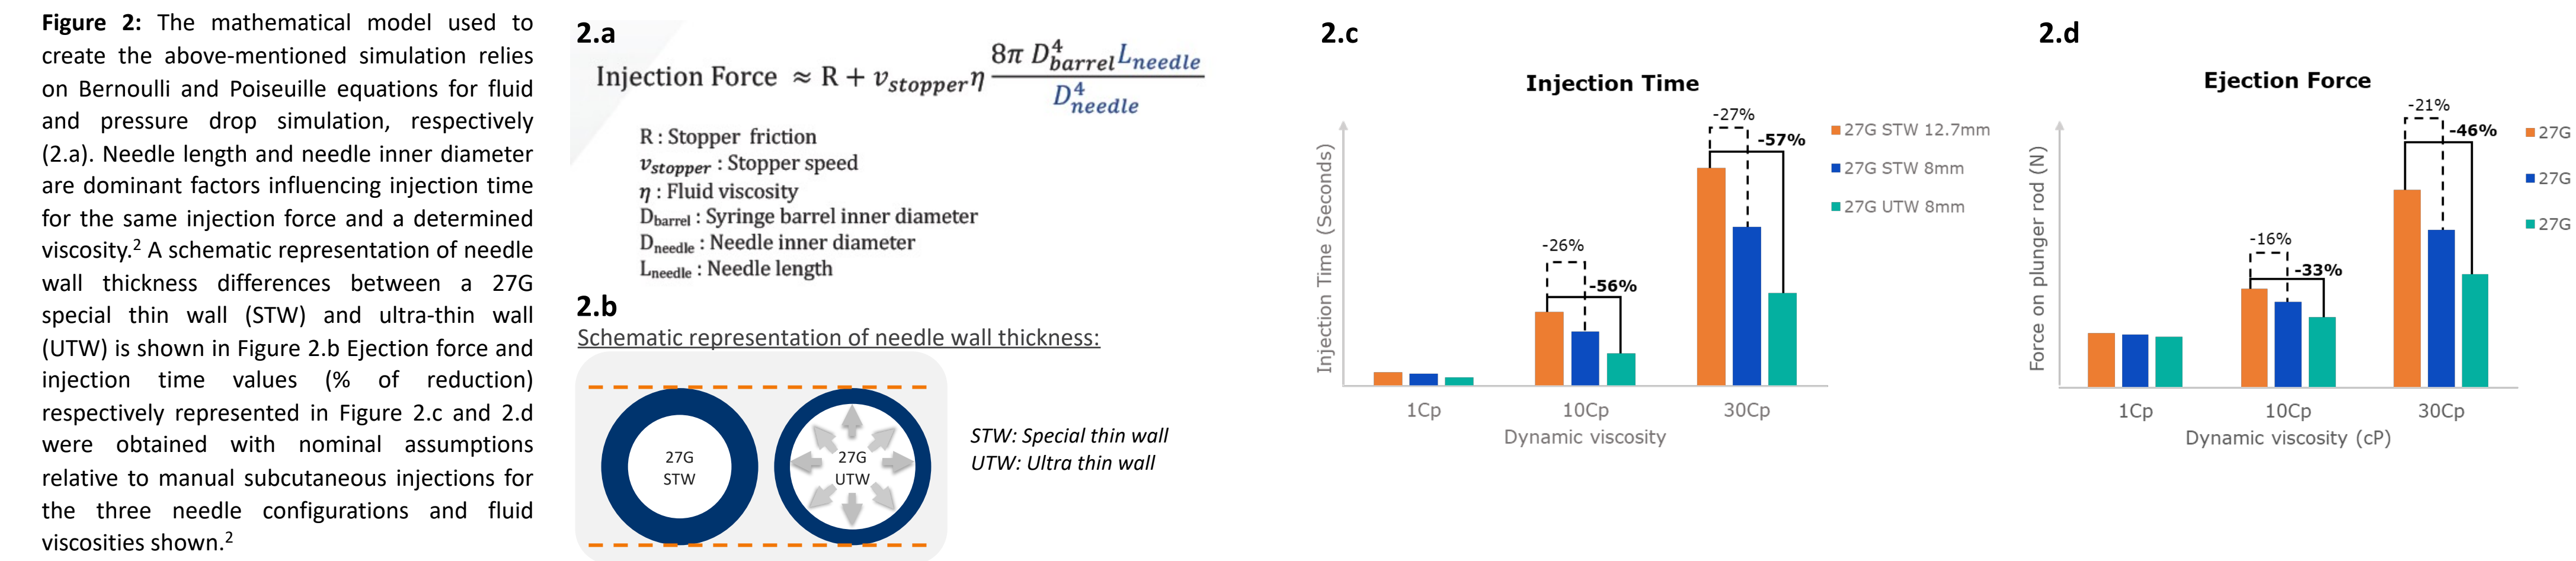 Figure 2: The mathematical model used to
create the above-mentioned simulation relies
on Bernoulli and Poiseuille equations for fluid
and pressure drop simulation, respectively
(2.a). Needle length and needle inner diameter
are dominant factors influencing injection time
for the same injection force and a determined
viscosity.² A schematic representation of needle
wall thickness differences between a 27G
special thin wall (STW) and ultra-thin wall
(UTW) is shown in Figure 2.b Ejection force and
injection time values (% of reduction)
respectively represented in Figure 2.c and 2.d
were obtained with nominal assumptions
relative to manual subcutaneous injections for
the three needle configurations and fluid
viscosities shown.²
2.a
Injection Force ≈ R + v_stopper η 8π D⁴_barrel L_needle / D⁴_needle
R : Stopper friction
v_stopper : Stopper speed
η : Fluid viscosity
D_barrel : Syringe barrel inner diameter
D_needle : Needle inner diameter
L_needle : Needle length
2.b
Schematic representation of needle wall thickness:
27G
STW
27G
UTW
STW: Special thin wall
UTW: Ultra thin wall
2.c
Injection Time
Injection Time (Seconds)
-26%
-56%
-27%
-57%
27G STW 12.7mm
27G STW 8mm
27G UTW 8mm
1Cp
10Cp
30Cp
Dynamic viscosity
2.d
Ejection Force
Force on plunger rod (N)
-16%
-33%
-21%
-46%
27G
27G
27G
1Cp
10Cp
30Cp
Dynamic viscosity (cP)